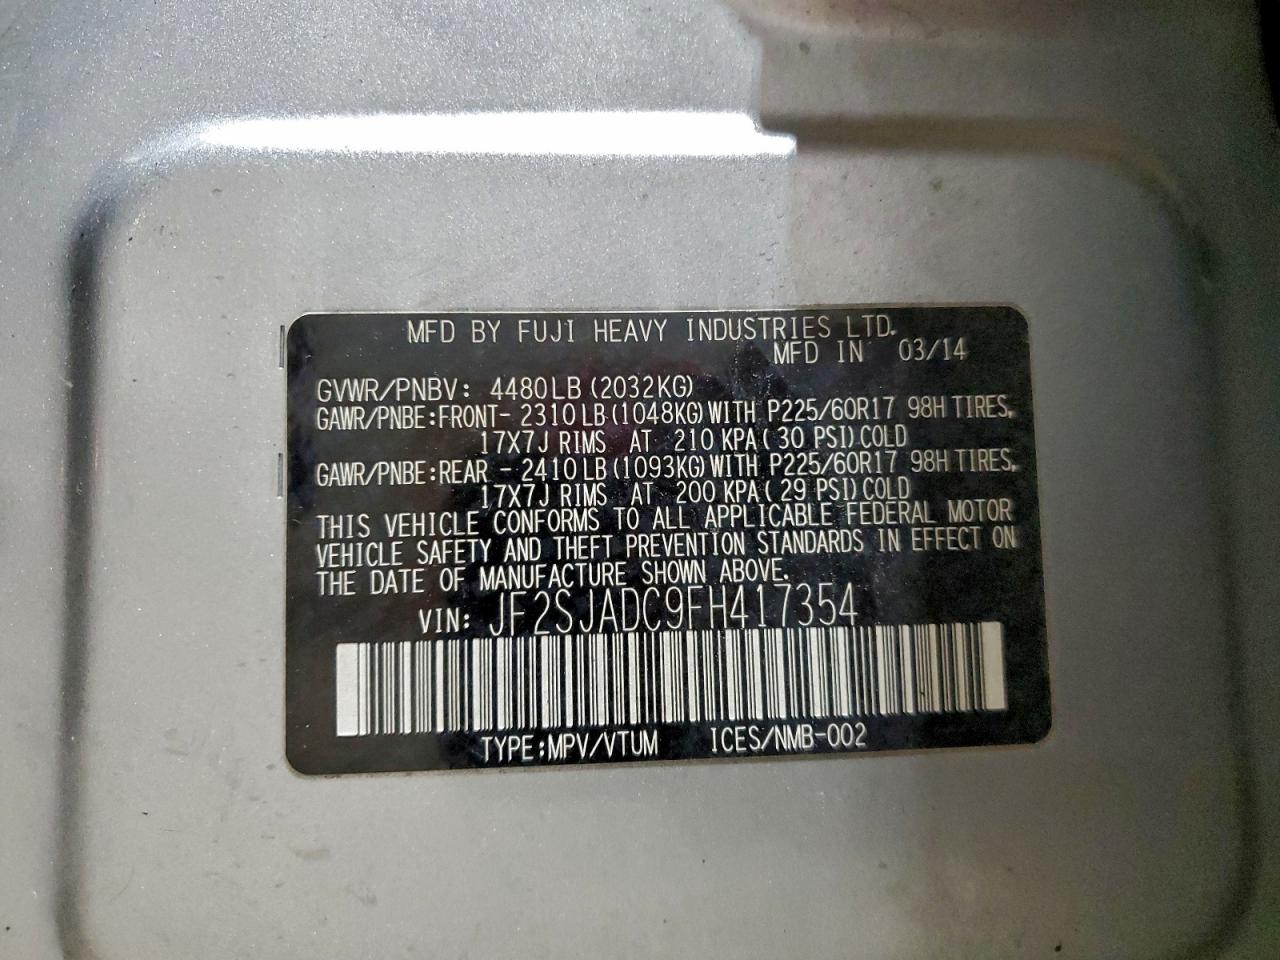 MFD BY FUJI HEAVY INDUSTRIES LTD.
MFD IN 03/14
GVWR/PNBV: 4480LB (2032KG)
GAWR/PNBE:FRONT- 2310LB(1048KG)WITH P225/60R17 98H TIRES,
17X7J RIMS AT 210 KPA(30 PSI)COLD
GAWR/PNBE:REAR - 2410LB(1093KG)WITH P225/60R17 98H TIRES,
17X7J RIMS AT 200 KPA(29 PSI)COLD
THIS VEHICLE CONFORMS TO ALL APPLICABLE FEDERAL MOTOR
VEHICLE SAFETY AND THEFT PREVENTION STANDARDS IN EFFECT ON
THE DATE OF MANUFACTURE SHOWN ABOVE.
VIN: JF2SJADC9FH417354
TYPE:MPV/VTUM ICES/NMB-002